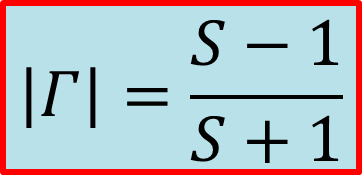 |Γ| = (S − 1)/(S + 1)